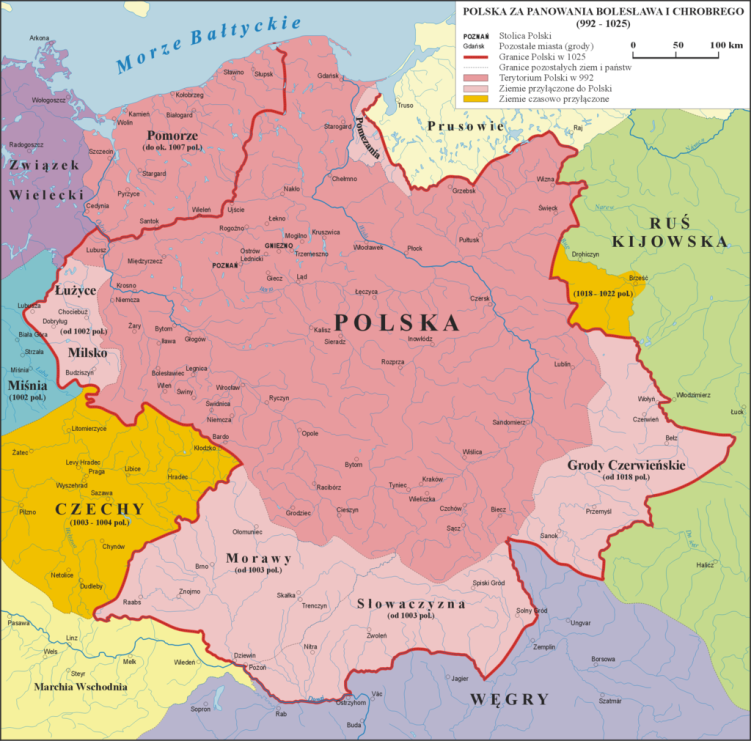 POLSKA ZA PANOWANIA BOLESŁAWA I CHROBREGO
(992 - 1025)
POZNAŃ Stolica Polski
Gdańsk Pozostałe miasta (grody)
Granice Polski w 1025
Granice pozostałych ziem i państw
Terytorium Polski w 992
Ziemie przyłączone do Polski
Ziemie czasowo przyłączone
0 50 100 km
Morze Bałtyckie
Arkona
Sławno
Słupsk
Gdańsk
Wołogoszcz
Kołobrzeg
Truso
Kamień
Białogard
Wolin
Starogard
Prusowie
Raj
Pomorze
(do ok. 1007 pol.)
Pomezania
Radogoszcz
Szczecin
Związek
Wielecki
Stargard
Chełmno
Pyrzyce
Nakło
Grzebsk
Wizna
Cedynia
Santok
Wieleń
Ujście
Święck
Łekno
Rogoźno
Mogilno
Kruszwica
RUŚ
KIJOWSKA
Lubusz
GNIEZNO
Włocławek
Płock
Pułtusk
Międzyrzecz
Ostrów
Lednicki
Trzemeszno
Drohiczyn
POZNAŃ
Giecz
Ląd
Brześć
Krosno
Łużyce
Niemcza
Łęczyca
Czersk
(1018 - 1022 pol.)
Lubusza
Chociebuż
Dobryług
(od 1002 pol.)
Żary
Bytom
Kalisz
POLSKA
Biała Góra
Iława
Głogów
Sieradz
Inowłódz
Strzała
Milsko
Rozprza
Lublin
Miśnia
Budziszyn
Bolesławiec
Legnica
Miśnia
(1002 pol.)
Wleń
Świny
Wrocław
Ryczyn
Wołyń
Włodzimierz
Świdnica
Niemcza
Czerwień
Łuck
Litomierzyce
Bardo
Opole
Sandomierz
Bełz
Żatec
Kłodzko
Wiślica
Levy Hradec
Praga
Libice
Bytom
Grody Czerwieńskie
(od 1018 pol.)
Wyszehrad
Hradec
Racibórz
Tyniec
Kraków
Sazawa
Wieliczka
Pilzno
CZECHY
(1003 - 1004 pol.)
Grodziec
Cieszyn
Czchów
Biecz
Przemyśl
Sącz
Ołomuniec
Sanok
Chynów
Morawy
(od 1003 pol.)
Brno
Halicz
Netolice
Dudleby
Spiski Gród
Znojmo
Skałka
Raabs
Trenczyn
Słowaczyzna
(od 1003 pol.)
Solny Gród
Pasawa
Ungvar
Linz
Zwoleń
Wels
Nitra
Zemplin
Melk
Wiedeń
Dziewin
Borsowa
Steyr
Pozoń
Marchia Wschodnia
Jagier
Vác
Sopron
Ostrzyhom
WĘGRY
Szatmar
Rab
Buda